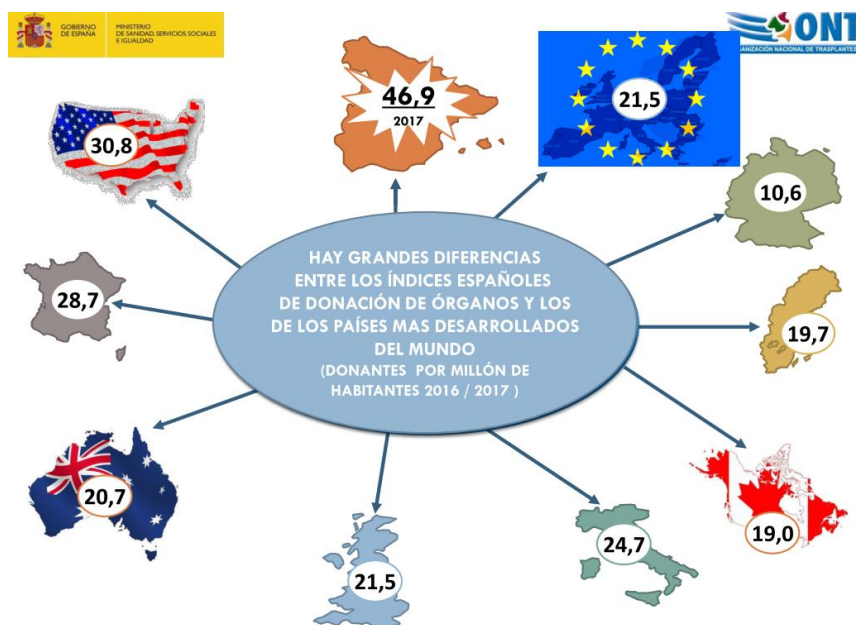 GOBIERNO
DE ESPAÑA
MINISTERIO
DE SANIDAD, SERVICIOS SOCIALES
E IGUALDAD
ONT
ORGANIZACIÓN NACIONAL DE TRASPLANTES
46,9
2017
21,5
30,8
10,6
HAY GRANDES DIFERENCIAS
ENTRE LOS ÍNDICES ESPAÑOLES
DE DONACIÓN DE ÓRGANOS Y LOS
DE LOS PAÍSES MAS DESARROLLADOS
DEL MUNDO
(DONANTES POR MILLÓN DE
HABITANTES 2016 / 2017 )
28,7
19,7
20,7
19,0
24,7
21,5